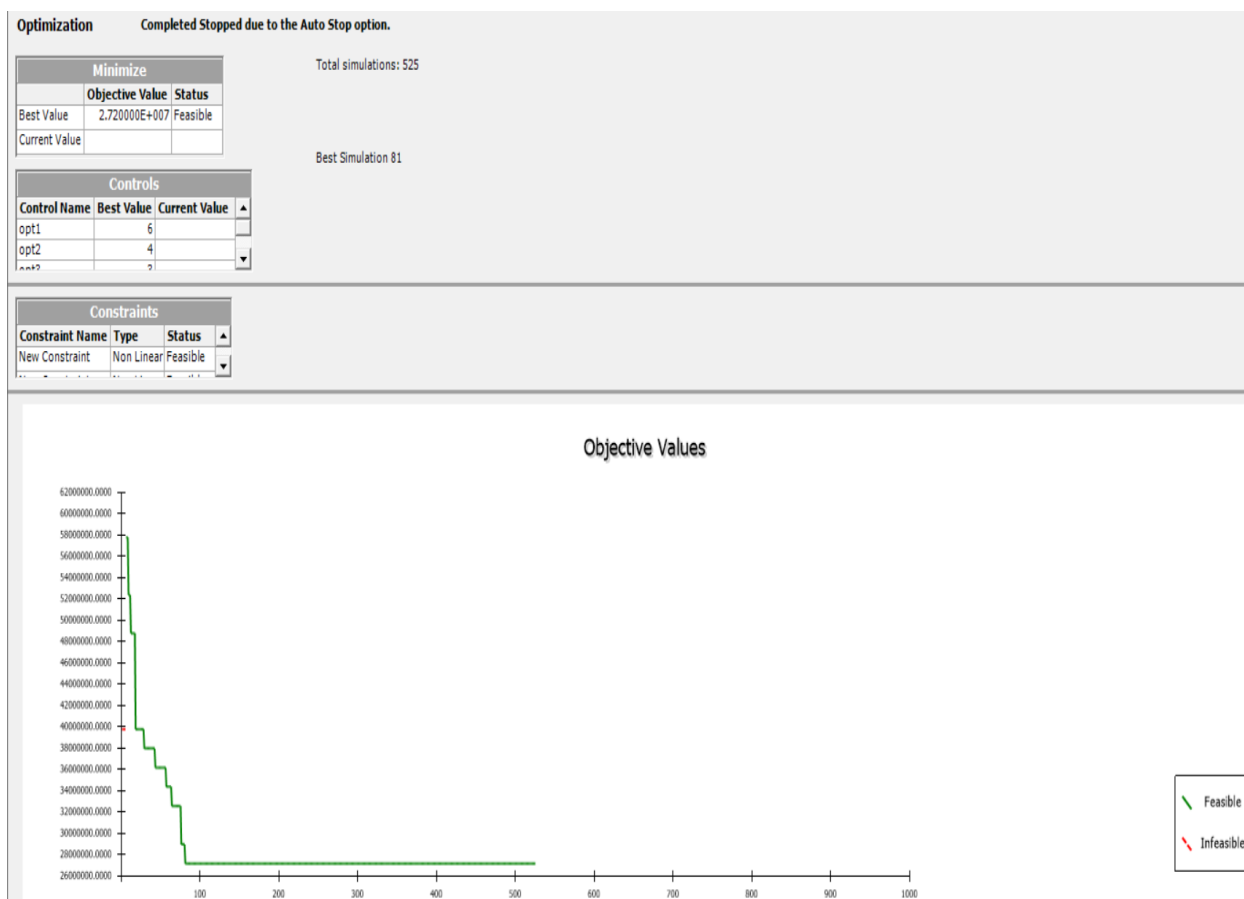 Optimization Completed Stopped due to the Auto Stop option.
Minimize
Total simulations: 525
Objective Value Status
Best Value 2.720000E+007 Feasible
Current Value
Best Simulation 81
Controls
Control Name Best Value Current Value
opt1 6
opt2 4
Constraints
Constraint Name Type Status
New Constraint Non Linear Feasible
Objective Values
62000000.0000
60000000.0000
58000000.0000
56000000.0000
54000000.0000
52000000.0000
50000000.0000
48000000.0000
46000000.0000
44000000.0000
42000000.0000
40000000.0000
38000000.0000
36000000.0000
34000000.0000
32000000.0000
30000000.0000
28000000.0000
26000000.0000
100 200 300 400 500 600 700 800 900 1000
Feasible
Infeasible